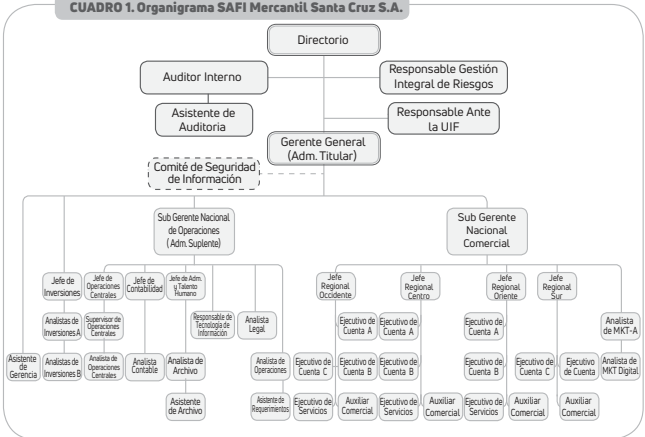 CUADRO 1. Organigrama SAFI Mercantil Santa Cruz S.A.
Directorio
Auditor Interno
Responsable Gestión
Integral de Riesgos
Asistente de
Auditoria
Responsable Ante
la UIF
Gerente General
(Adm. Titular)
Comité de Seguridad
de Información
Sub Gerente Nacional
de Operaciones
(Adm. Suplente)
Sub Gerente
Nacional
Comercial
Jefe de
Inversiones
Jefe de
Operaciones
Centrales
Jefe de
Contabilidad
Jefe de Adm.
y Talento
Humano
Jefe
Regional
Occidente
Jefe
Regional
Centro
Jefe
Regional
Oriente
Jefe
Regional
Sur
Analistas de
Inversiones A
Supervisor de
Operaciones
Centrales
Responsable de
Tecnología de
Información
Analista
Legal
Ejecutivo de
Cuenta A
Ejecutivo de
Cuenta A
Ejecutivo de
Cuenta A
Analista
de MKT-A
Asistente
de
Gerencia
Analistas de
Inversiones B
Analista de
Operaciones
Centrales
Analista
Contable
Analista de
Archivo
Analista de
Operaciones
Ejecutivo de
Cuenta C
Ejecutivo de
Cuenta B
Ejecutivo de
Cuenta B
Ejecutivo de
Cuenta B
Ejecutivo de
Cuenta C
Ejecutivo
de Cuenta
Analista de
MKT Digital
Asistente
de Archivo
Asistente de
Requerimentos
Ejecutivo de
Servicios
Auxiliar
Comercial
Ejecutivo de
Servicios
Auxiliar
Comercial
Ejecutivo de
Servicios
Auxiliar
Comercial
Auxiliar
Comercial